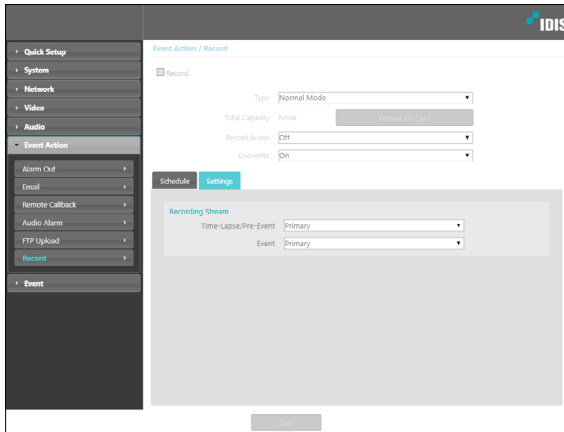 IDIS
Quick Setup
System
Network
Video
Audio
Event Action
Alarm Out
Email
Remote Callback
Audio Alarm
FTP Upload
Record
Event
Event Action / Record
Record
Type Normal Mode
Total Capacity None Format SD Card
Record Audio Off
Overwrite On
Schedule Settings
Recording Stream
Time-Lapse/Pre-Event Primary
Event Primary
Save